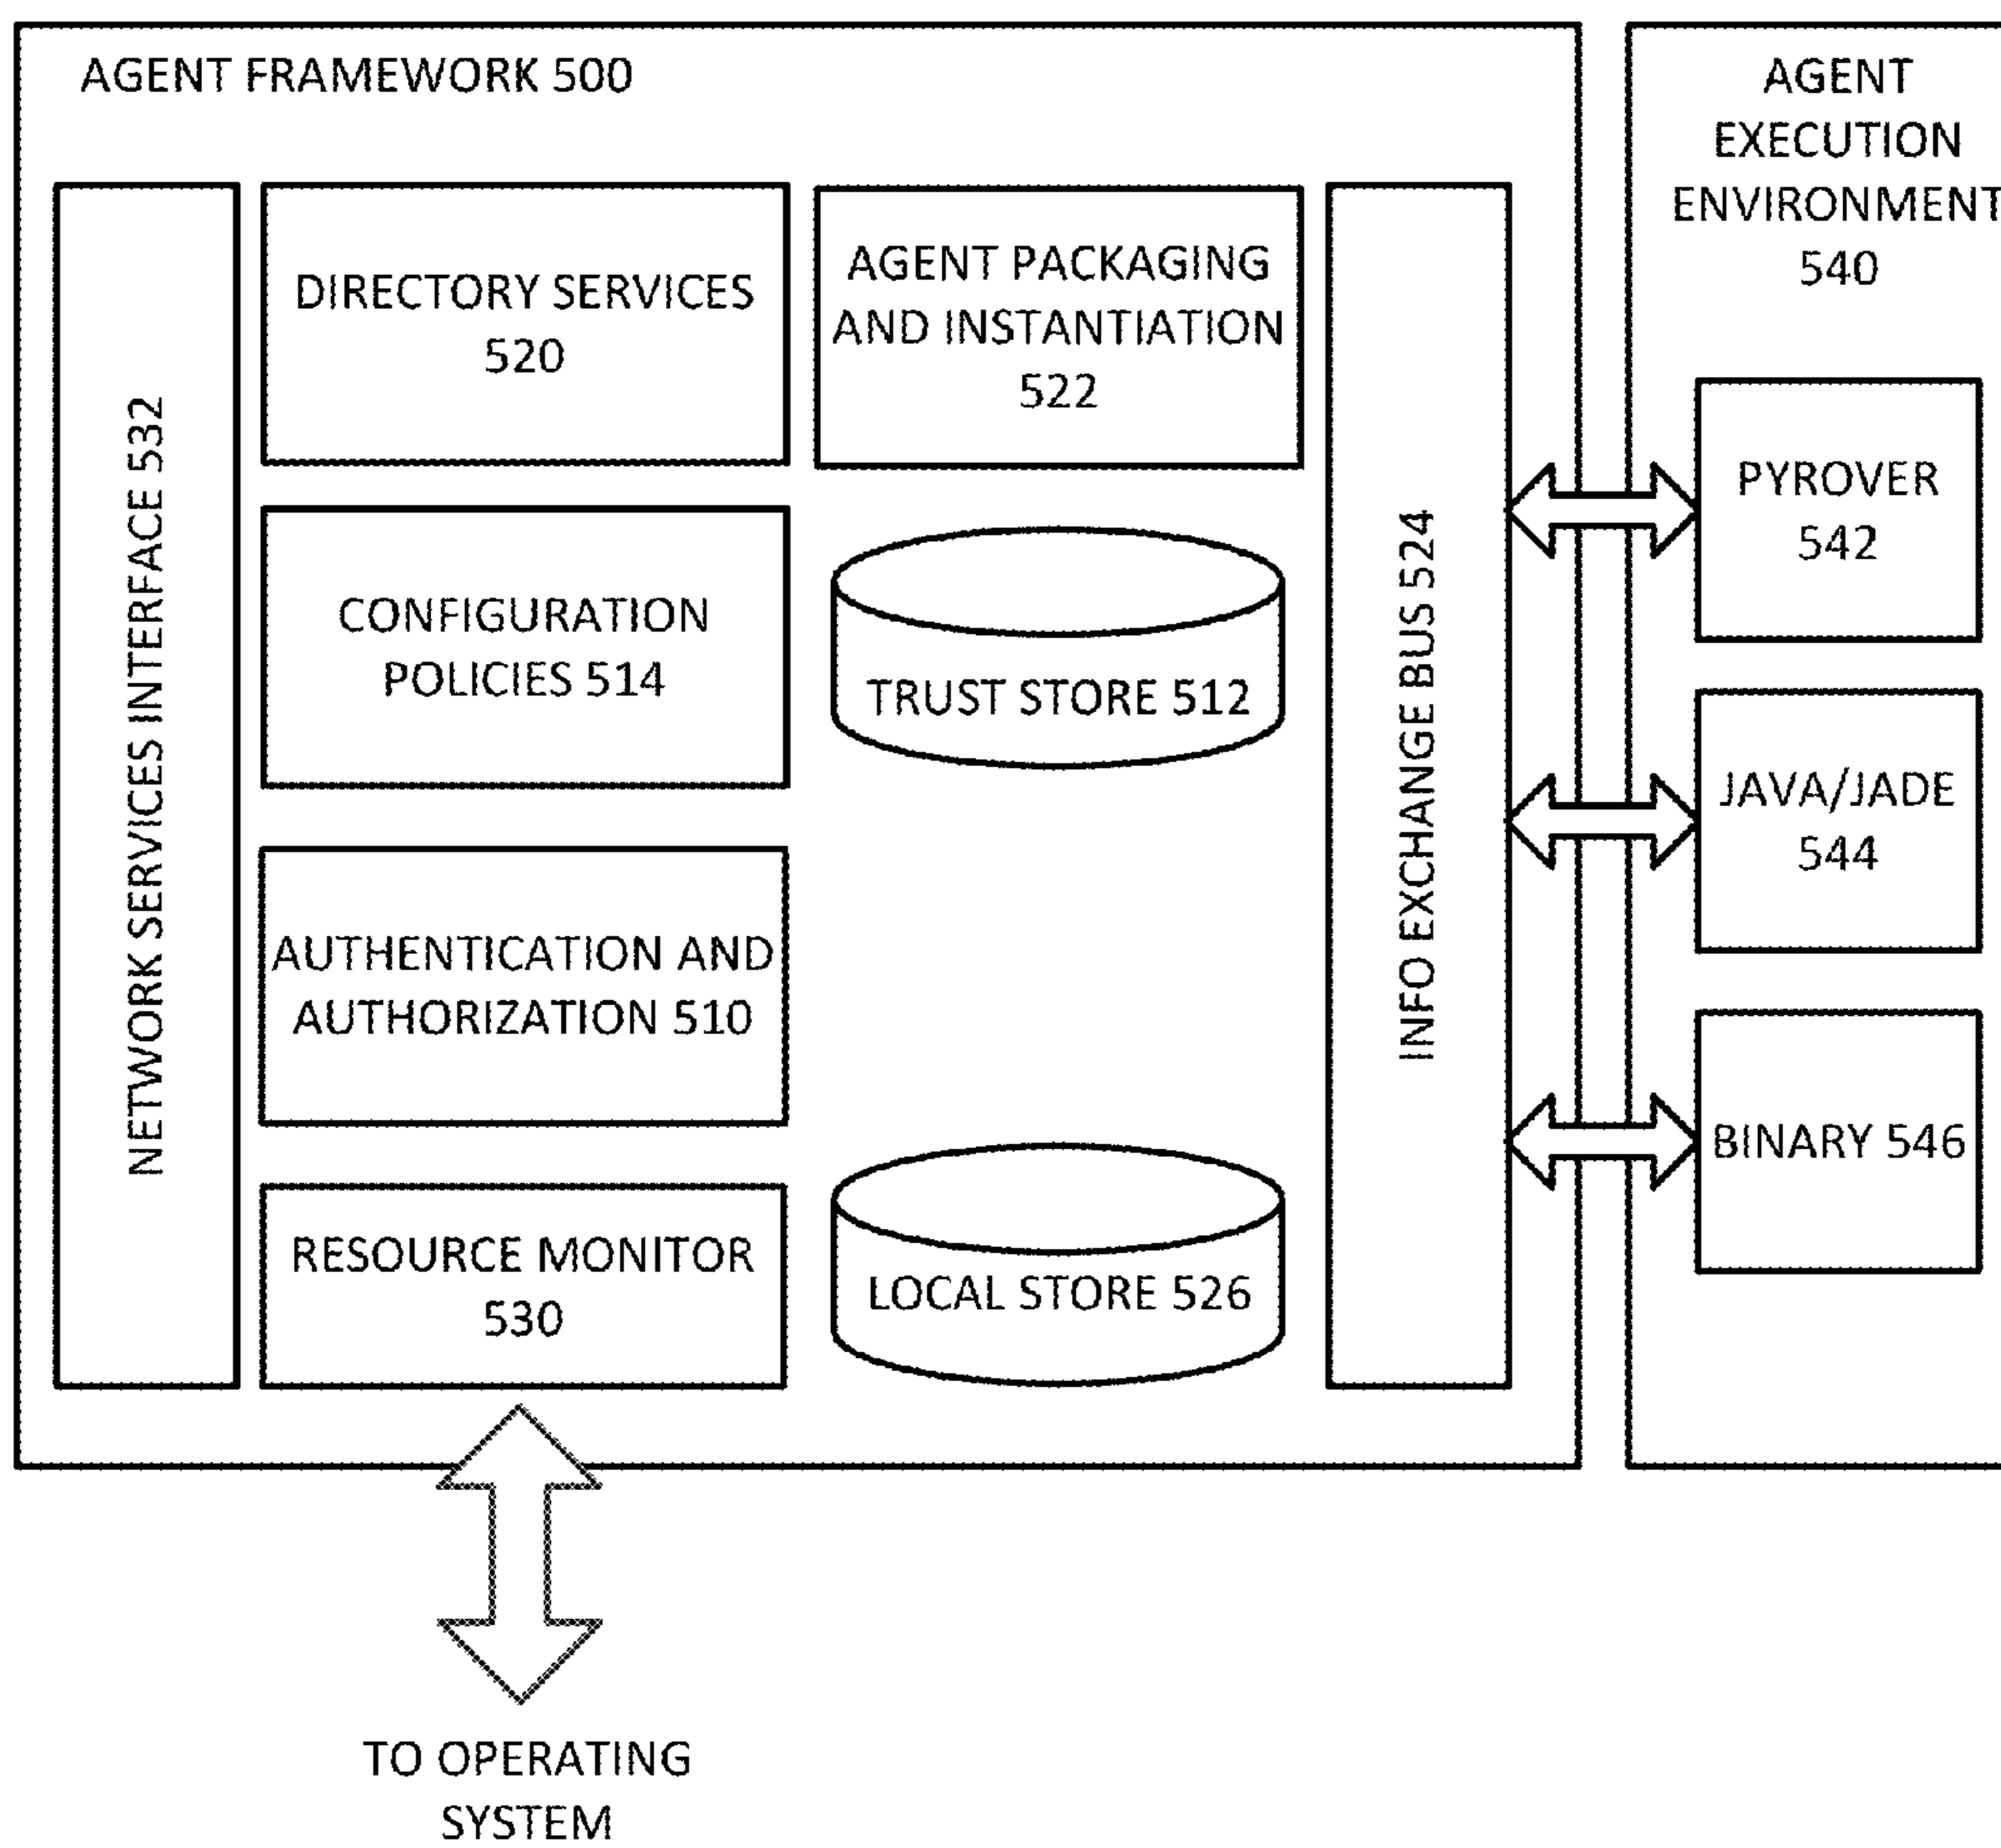 AGENT FRAMEWORK 500
NETWORK SERVICES INTERFACE 532
DIRECTORY SERVICES
520
AGENT PACKAGING
AND INSTANTIATION
522
CONFIGURATION
POLICIES 514
TRUST STORE 512
AUTHENTICATION AND
AUTHORIZATION 510
RESOURCE MONITOR
530
LOCAL STORE 526
INFO EXCHANGE BUS 524
AGENT
EXECUTION
ENVIRONMENT
540
PYROVER
542
JAVA/JADE
544
BINARY 546
TO OPERATING
SYSTEM